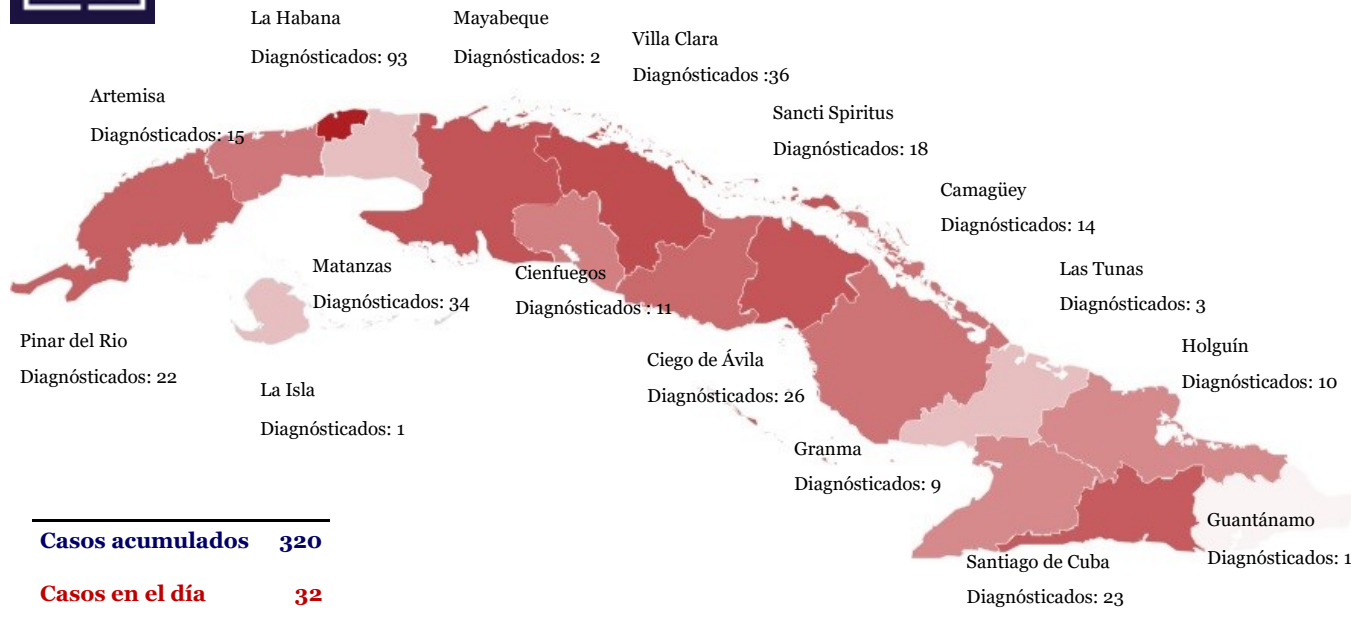 La Habana
Diagnósticados: 93
Mayabeque
Diagnósticados: 2
Villa Clara
Diagnósticados :36
Artemisa
Diagnósticados: 15
Sancti Spiritus
Diagnósticados: 18
Camagüey
Diagnósticados: 14
Matanzas
Diagnósticados: 34
Cienfuegos
Diagnósticados : 11
Las Tunas
Diagnósticados: 3
Pinar del Rio
Diagnósticados: 22
La Isla
Diagnósticados: 1
Ciego de Ávila
Diagnósticados: 26
Holguín
Diagnósticados: 10
Granma
Diagnósticados: 9
Guantánamo
Diagnósticados: 1
Santiago de Cuba
Diagnósticados: 23
Casos acumulados 320
Casos en el día 32